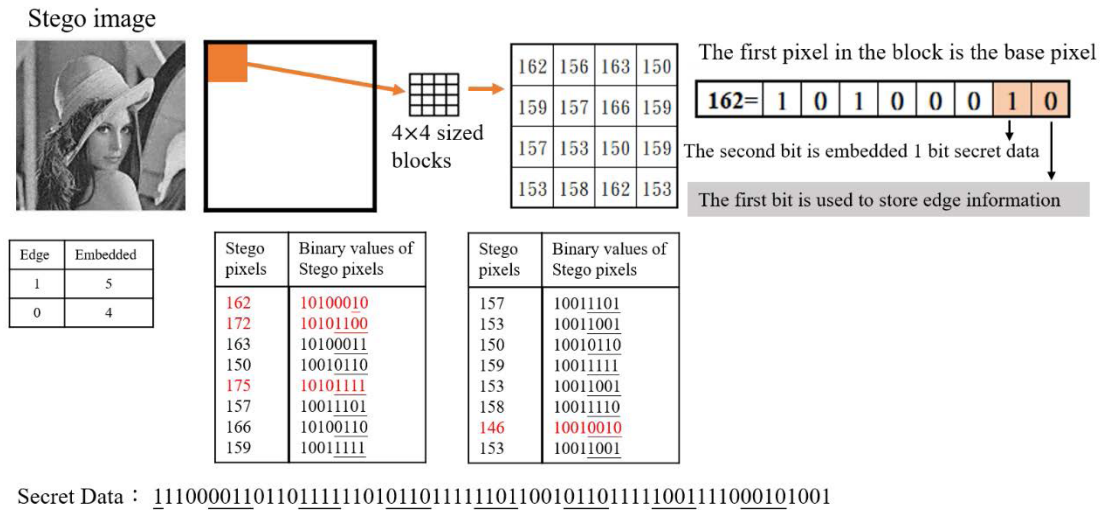 Stego image
The first pixel in the block is the base pixel
162 156 163 150
159 157 166 159
157 153 150 159
153 158 162 153
4×4 sized
blocks
162= 1 0 1 0 0 0 1 0
The second bit is embedded 1 bit secret data
The first bit is used to store edge information
Edge Embedded
1 5
0 4
Stego pixels Binary values of Stego pixels
162 10100010
172 10101100
163 10100011
150 10010110
175 10101111
157 10011101
166 10100110
159 10011111
Stego pixels Binary values of Stego pixels
157 10011101
153 10011001
150 10010110
159 10011111
153 10011001
158 10011110
146 10010010
153 10011001
Secret Data： 1110000110110111111010110111111011001011011111001111000101001